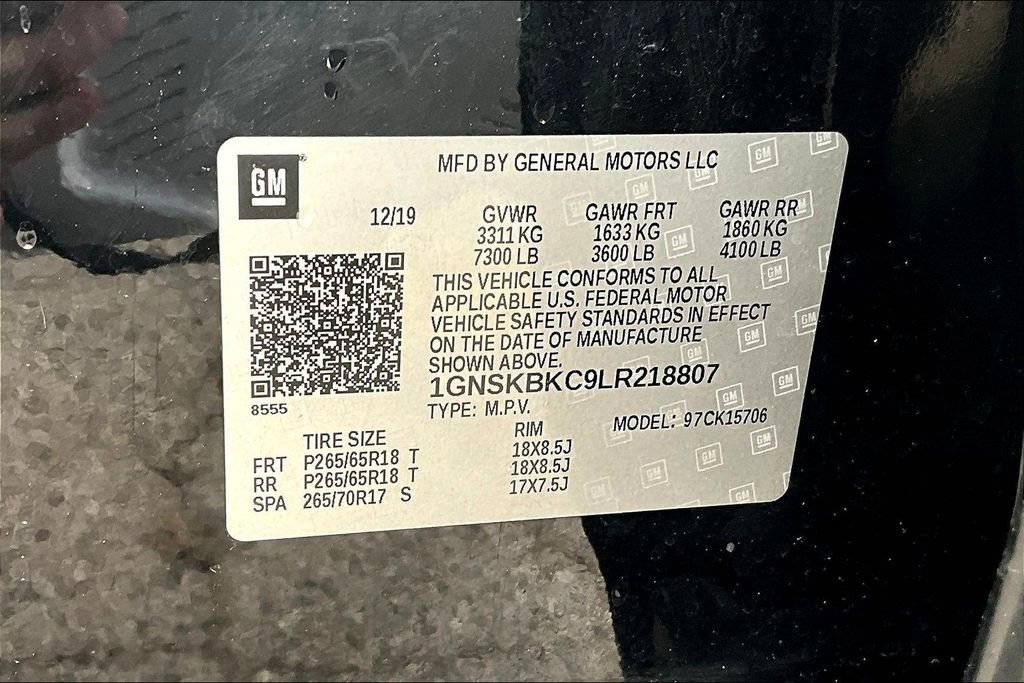 GM
MFD BY GENERAL MOTORS LLC
12/19 GVWR GAWR FRT GAWR RR
3311 KG 1633 KG 1860 KG
7300 LB 3600 LB 4100 LB
THIS VEHICLE CONFORMS TO ALL
APPLICABLE U.S. FEDERAL MOTOR
VEHICLE SAFETY STANDARDS IN EFFECT
ON THE DATE OF MANUFACTURE
SHOWN ABOVE.
1GNSKBKC9LR218807
8555
TYPE: M.P.V. MODEL: 97CK15706
TIRE SIZE RIM
FRT P265/65R18 T 18X8.5J
RR P265/65R18 T 18X8.5J
SPA 265/70R17 S 17X7.5J